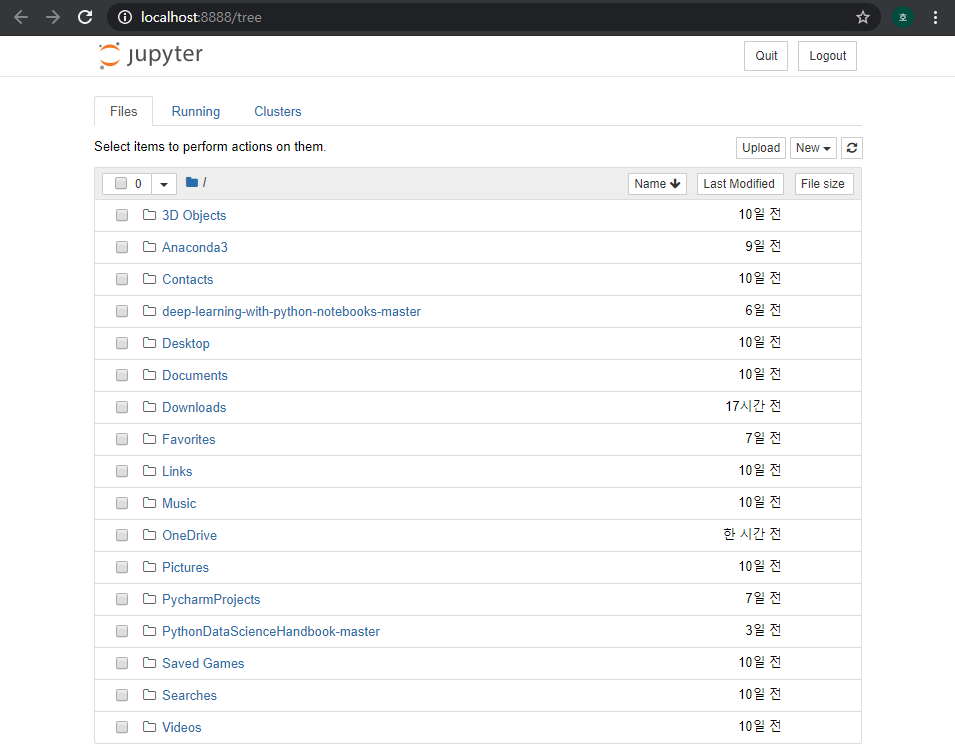 localhost:8888/tree
호
jupyter
Quit Logout
Files Running Clusters
Select items to perform actions on them.
Upload New
0 / Name Last Modified File size
3D Objects 10일 전
Anaconda3 9일 전
Contacts 10일 전
deep-learning-with-python-notebooks-master 6일 전
Desktop 10일 전
Documents 10일 전
Downloads 17시간 전
Favorites 7일 전
Links 10일 전
Music 10일 전
OneDrive 한 시간 전
Pictures 10일 전
PycharmProjects 7일 전
PythonDataScienceHandbook-master 3일 전
Saved Games 10일 전
Searches 10일 전
Videos 10일 전